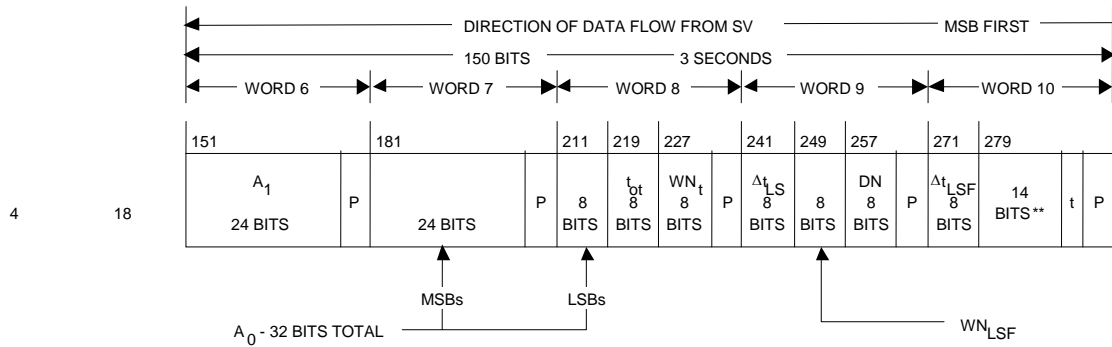 DIRECTION OF DATA FLOW FROM SV MSB FIRST
150 BITS 3 SECONDS
WORD 6 WORD 7 WORD 8 WORD 9 WORD 10
151 181 211 219 227 241 249 257 271 279
A1 tot WNt ΔtLS DN ΔtLSF
4 18 24 BITS P 24 BITS P 8 BITS 8 BITS 8 BITS P 8 BITS 8 BITS 8 BITS P 8 BITS 14 BITS** t P
MSBs LSBs
A0 - 32 BITS TOTAL WNLSF